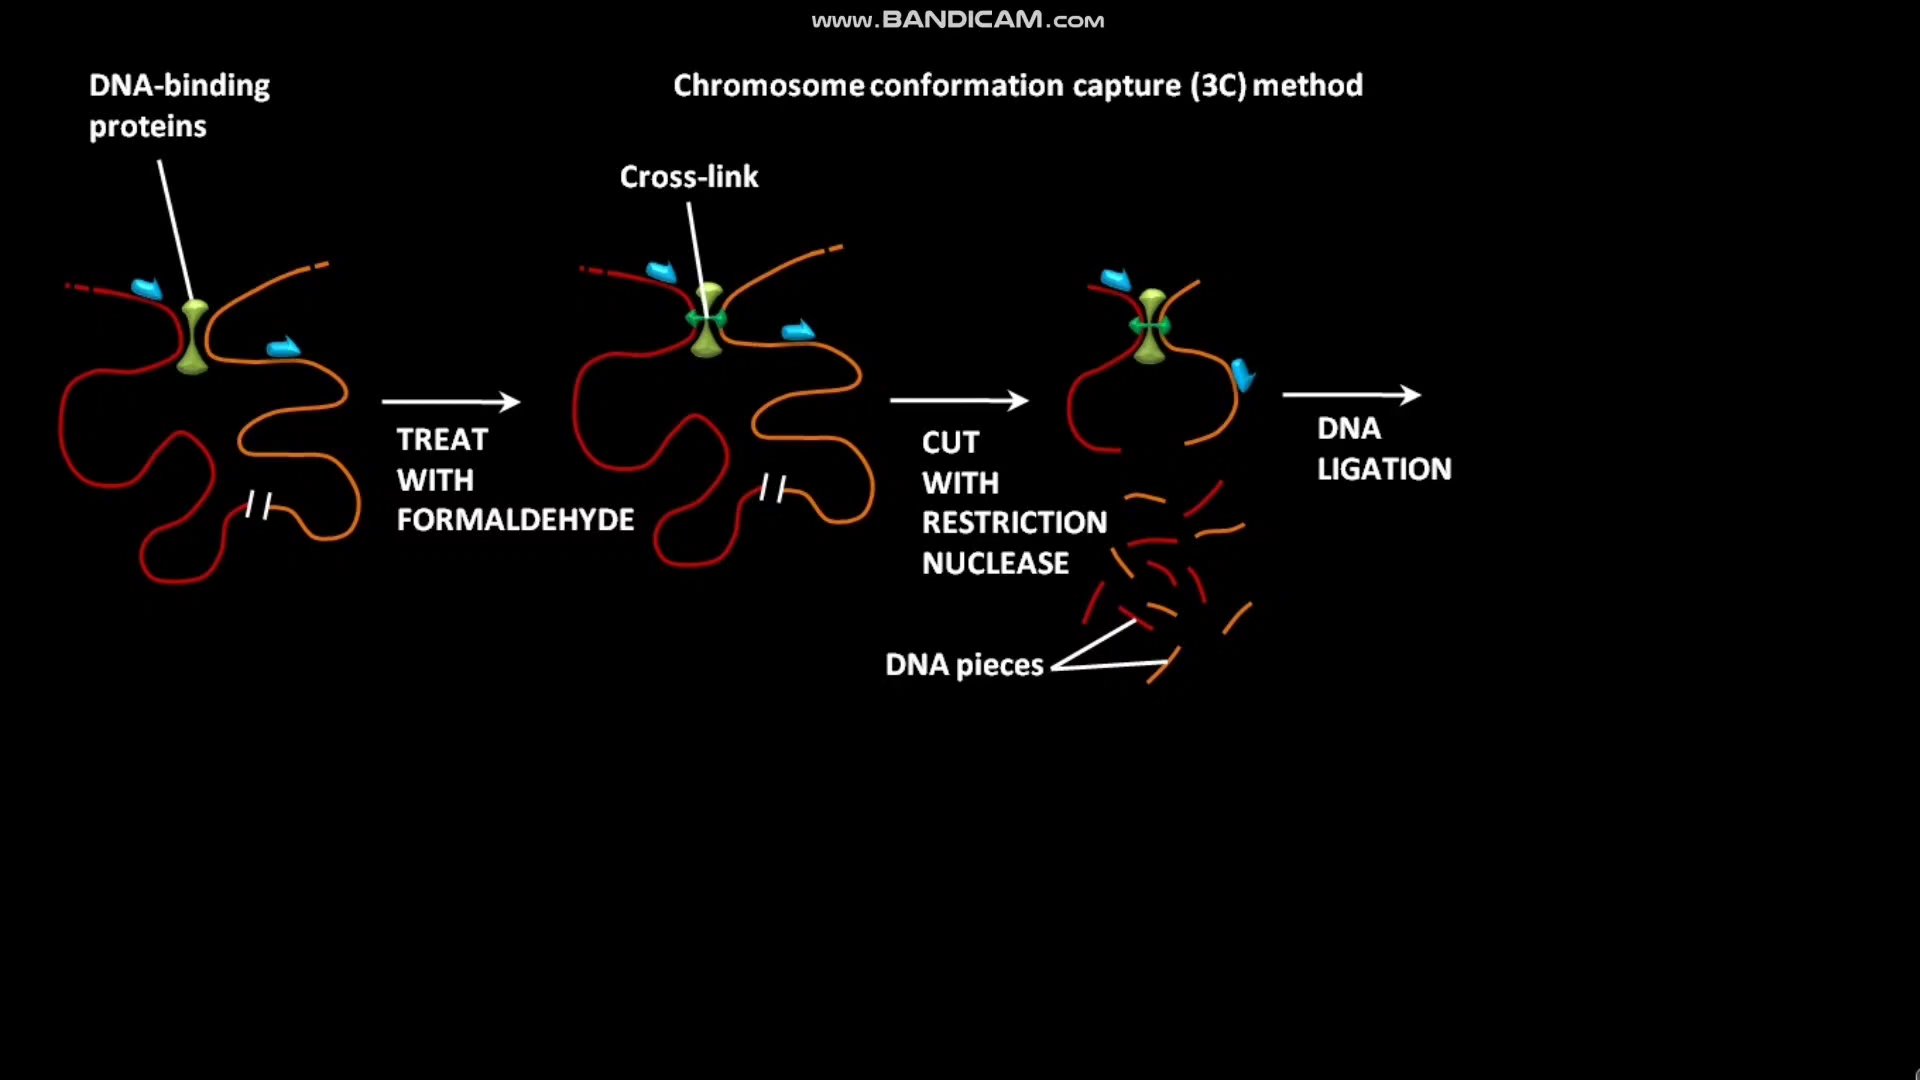 www.BANDICAM.com
DNA-binding
proteins
Chromosome conformation capture (3C) method
Cross-link
TREAT
WITH
FORMALDEHYDE
CUT
WITH
RESTRICTION
NUCLEASE
DNA
LIGATION
DNA pieces